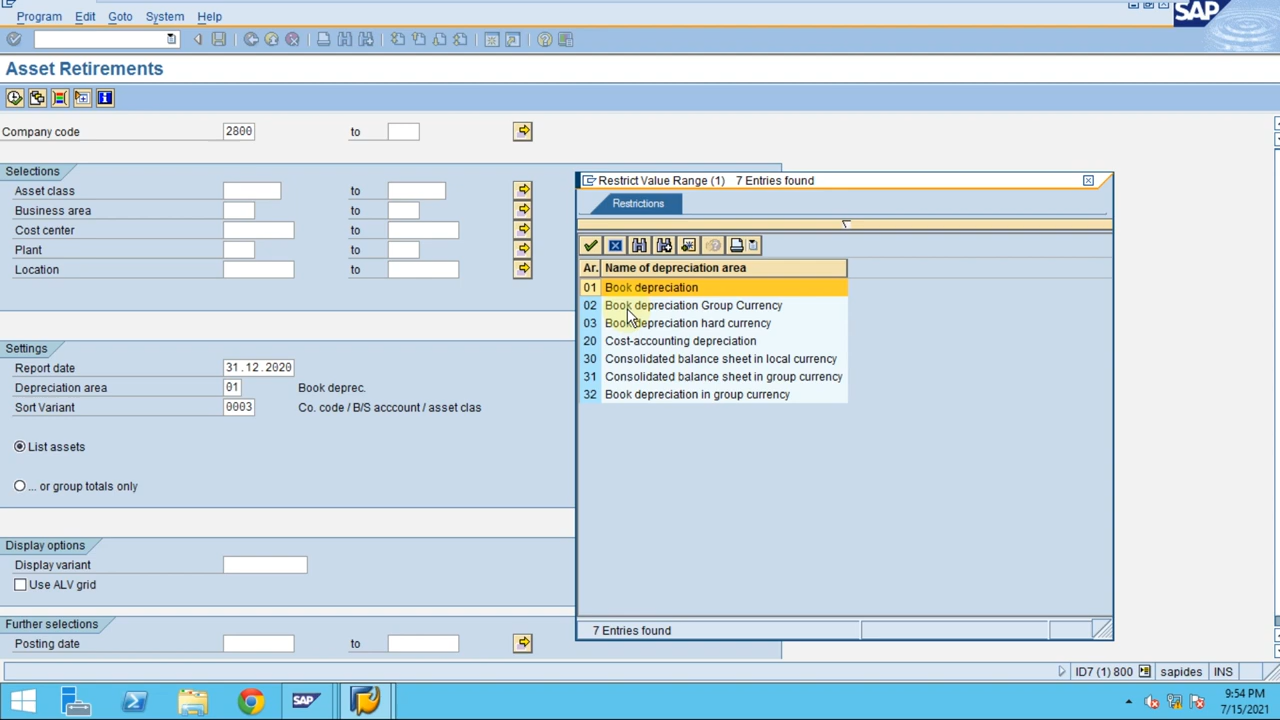 Program Edit Goto System Help
SAP
Asset Retirements
Company code 2800 to
Selections
Asset class to
Business area to
Cost center to
Plant to
Location to
Settings
Report date 31.12.2020
Depreciation area 01 Book deprec.
Sort Variant 0003 Co. code / B/S acccount / asset clas
List assets
... or group totals only
Display options
Display variant
Use ALV grid
Further selections
Posting date to
Restrict Value Range (1) 7 Entries found
Restrictions
Ar. Name of depreciation area
01 Book depreciation
02 Book depreciation Group Currency
03 Book depreciation hard currency
20 Cost-accounting depreciation
30 Consolidated balance sheet in local currency
31 Consolidated balance sheet in group currency
32 Book depreciation in group currency
7 Entries found
ID7 (1) 800 sapides INS
SAP
9:54 PM
7/15/2021